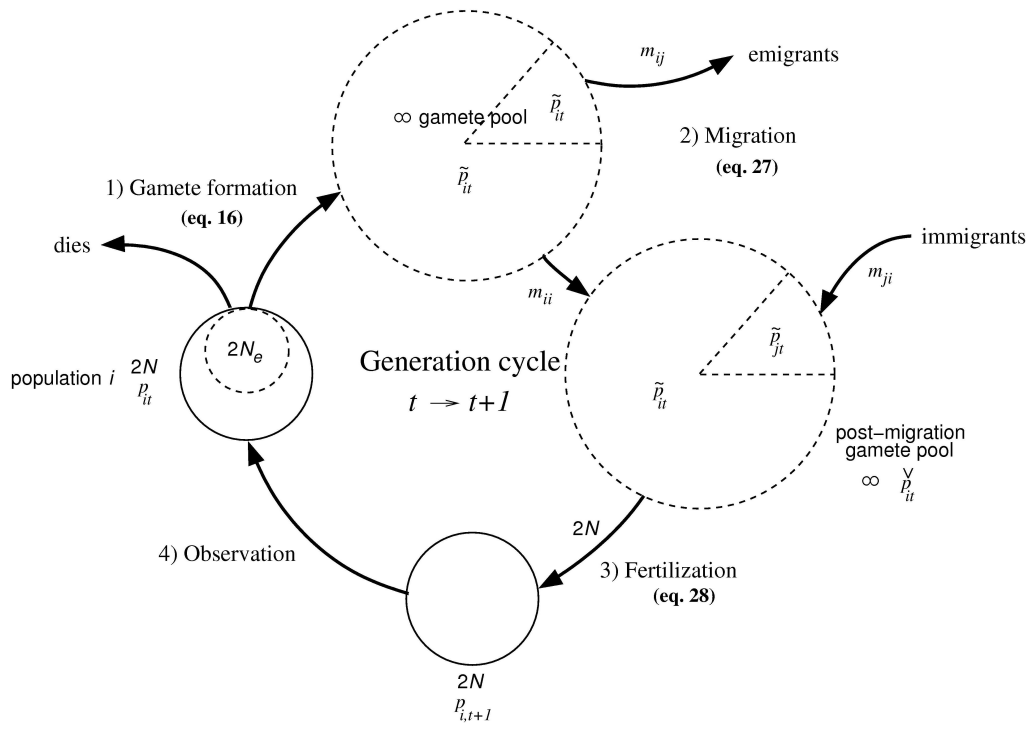 m_ij
emigrants
∞ gamete pool
p̃_it
2) Migration
(eq. 27)
p̃_it
1) Gamete formation
(eq. 16)
dies
immigrants
m_ji
m_ii
2N_e
population i
2N
p_it
Generation cycle
t → t+1
p̃_jt
p̃_it
post−migration
gamete pool
∞ p̌_it
2N
3) Fertilization
(eq. 28)
4) Observation
2N
p_i,t+1